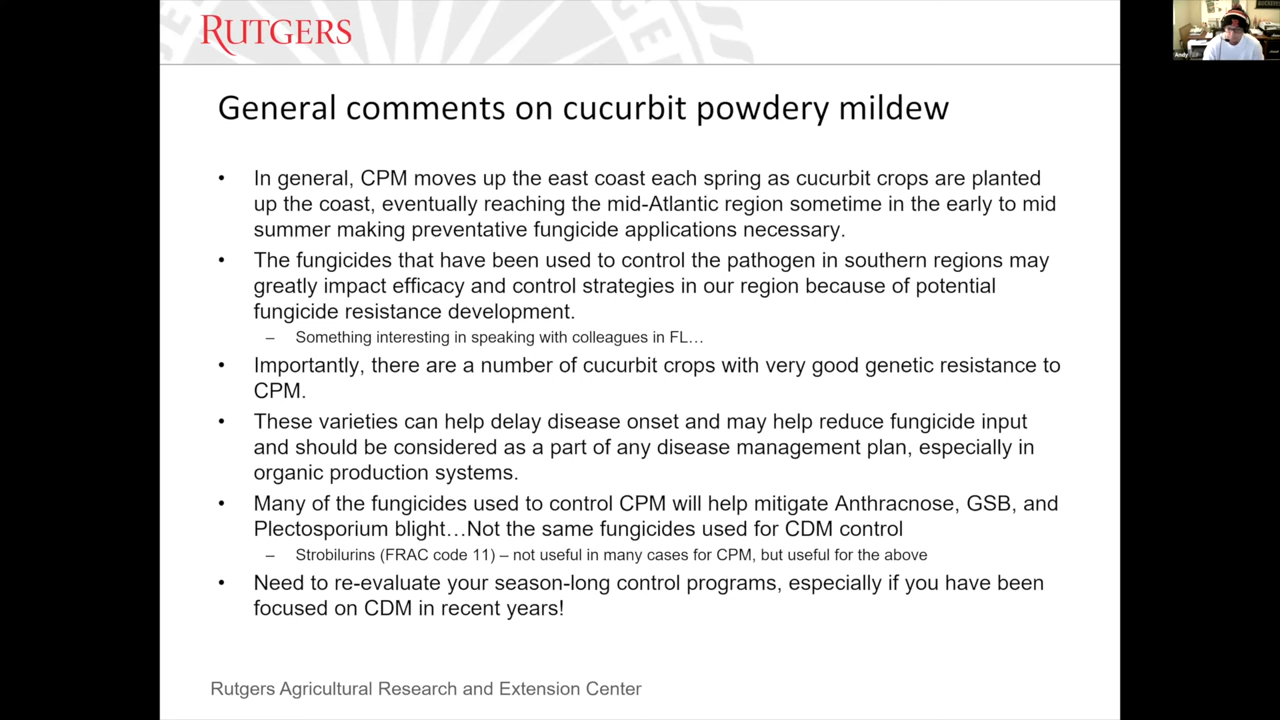 RUTGERS
General comments on cucurbit powdery mildew
• In general, CPM moves up the east coast each spring as cucurbit crops are planted
up the coast, eventually reaching the mid-Atlantic region sometime in the early to mid
summer making preventative fungicide applications necessary.
• The fungicides that have been used to control the pathogen in southern regions may
greatly impact efficacy and control strategies in our region because of potential
fungicide resistance development.
– Something interesting in speaking with colleagues in FL…
• Importantly, there are a number of cucurbit crops with very good genetic resistance to
CPM.
• These varieties can help delay disease onset and may help reduce fungicide input
and should be considered as a part of any disease management plan, especially in
organic production systems.
• Many of the fungicides used to control CPM will help mitigate Anthracnose, GSB, and
Plectosporium blight…Not the same fungicides used for CDM control
– Strobilurins (FRAC code 11) – not useful in many cases for CPM, but useful for the above
• Need to re-evaluate your season-long control programs, especially if you have been
focused on CDM in recent years!
Rutgers Agricultural Research and Extension Center
Andy